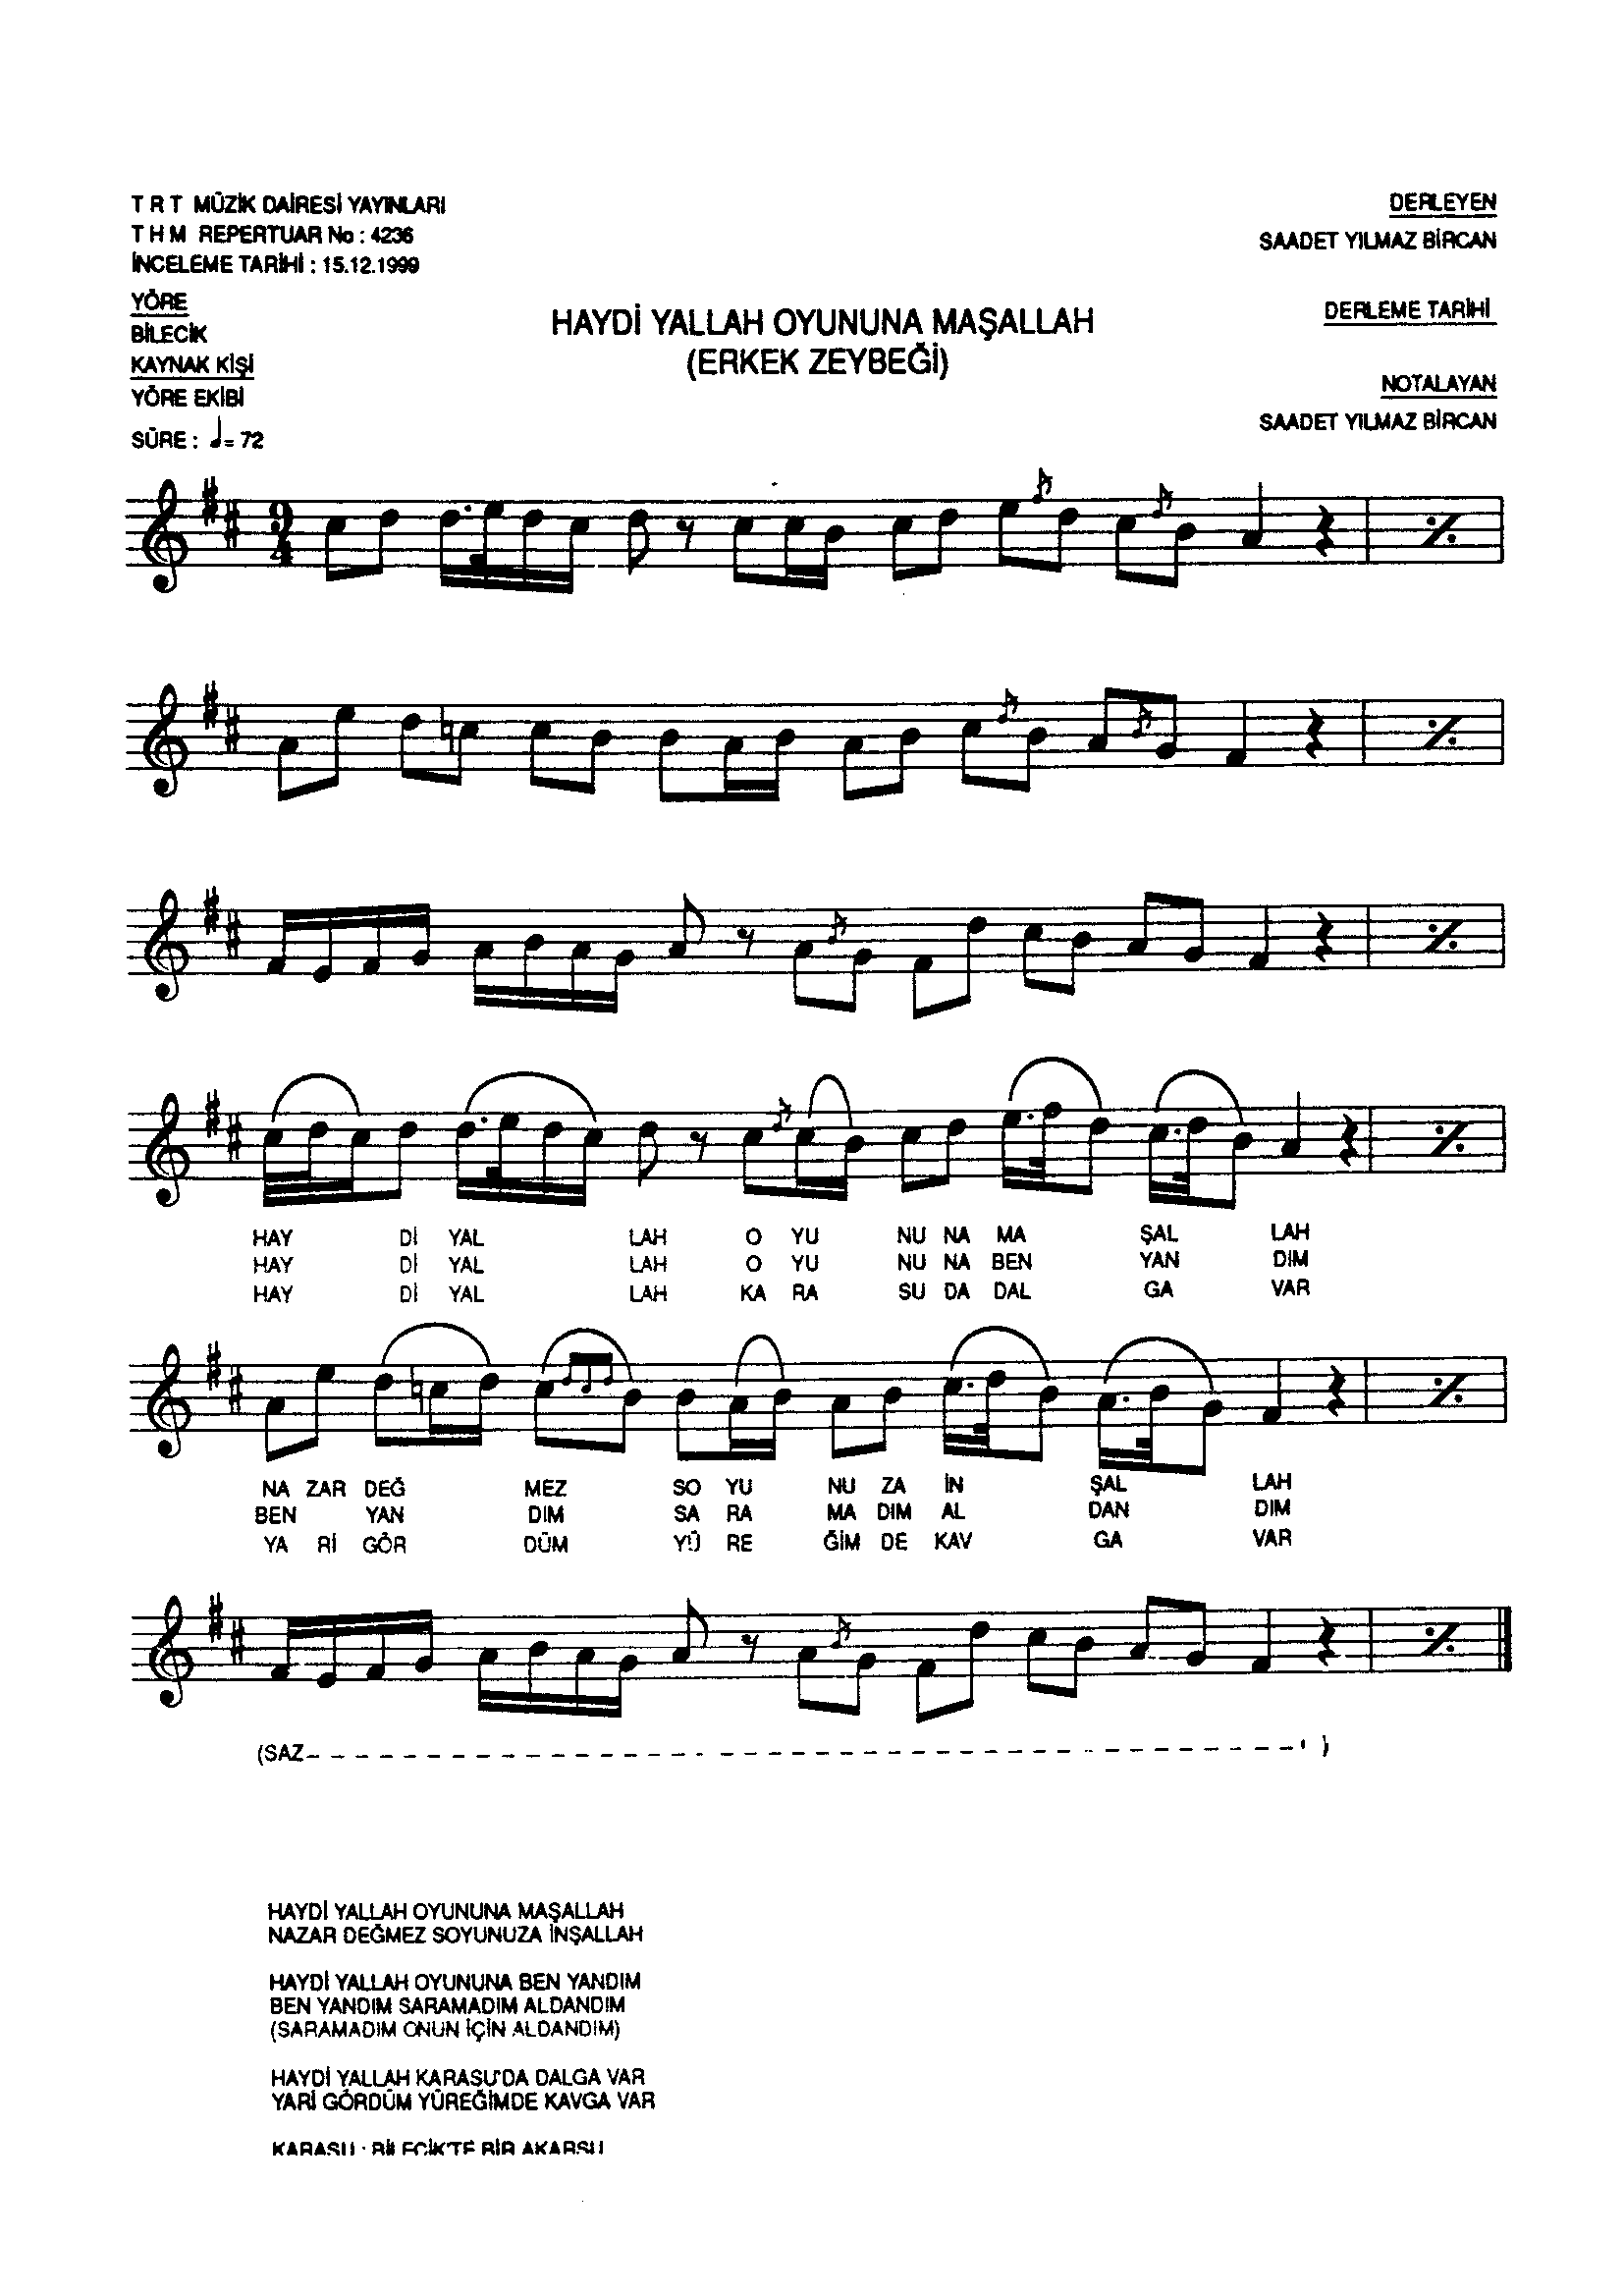 T R T MÜZİK DAİRESİ YAYINLARI
T H M REPERTUAR No : 4236
İNCELEME TARİHİ : 15.12.1999
YÖRE
BİLECİK
KAYNAK KİŞİ
YÖRE EKİBİ
SÜRE : ♩= 72
HAYDİ YALLAH OYUNUNA MAŞALLAH
(ERKEK ZEYBEĞİ)
DERLEYEN
SAADET YILMAZ BİRCAN
DERLEME TARİHİ
NOTALAYAN
SAADET YILMAZ BİRCAN
9
4
HAY Dİ YAL LAH O YU NU NA MA ŞAL LAH
HAY Dİ YAL LAH O YU NU NA BEN YAN DIM
HAY Dİ YAL LAH KA RA SU DA DAL GA VAR
NA ZAR DEĞ MEZ SO YU NU ZA İN ŞAL LAH
BEN YAN DIM SA RA MA DIM AL DAN DIM
YA Rİ GÖR DÜM YÜ RE ĞİM DE KAV GA VAR
(SAZ- - - - - - - - - - - - - - - - - - - - - - - - - - - - - - - - - - - - - - )
HAYDİ YALLAH OYUNUNA MAŞALLAH
NAZAR DEĞMEZ SOYUNUZA İNŞALLAH
HAYDİ YALLAH OYUNUNA BEN YANDIM
BEN YANDIM SARAMADIM ALDANDIM
(SARAMADIM ONUN İÇİN ALDANDIM)
HAYDİ YALLAH KARASU'DA DALGA VAR
YARİ GÖRDÜM YÜREĞİMDE KAVGA VAR
KARASU : BİLECİK'TE BİR AKARSU